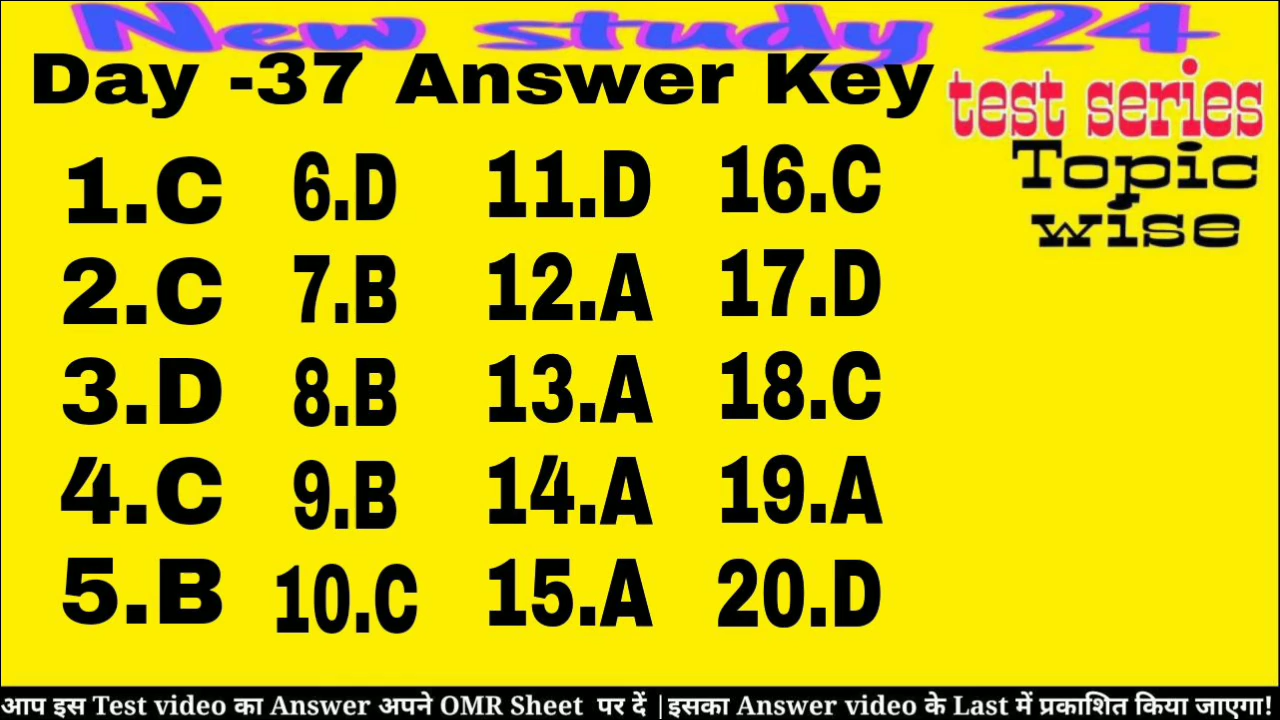 New study 24
Day -37 Answer Key
test series
Topic
wise
1.C
2.C
3.D
4.C
5.B
6.D
7.B
8.B
9.B
10.C
11.D
12.A
13.A
14.A
15.A
16.C
17.D
18.C
19.A
20.D
आप इस Test video का Answer अपने OMR Sheet पर दें |इसका Answer video के Last में प्रकाशित किया जाएगा!